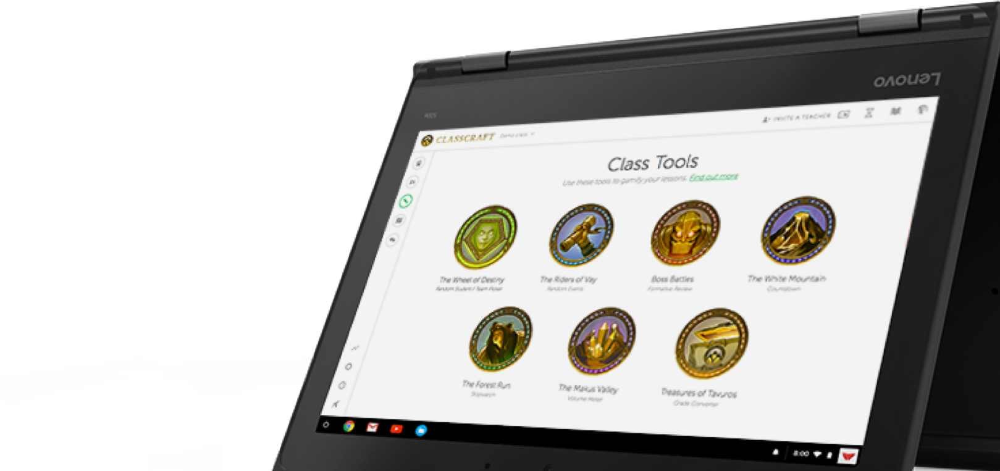 Lenovo
CLASSCRAFT Demo class
INVITE A TEACHER
Class Tools
Use these tools to gamify your lessons. Find out more
The Wheel of Destiny
Random Student / Team Picker
The Riders of Vay
Random Events
Boss Battles
Formative Review
The White Mountain
Countdown
The Forest Run
Stopwatch
The Makus Valley
Volume Meter
Treasures of Tavuros
Grade Converter
8:00